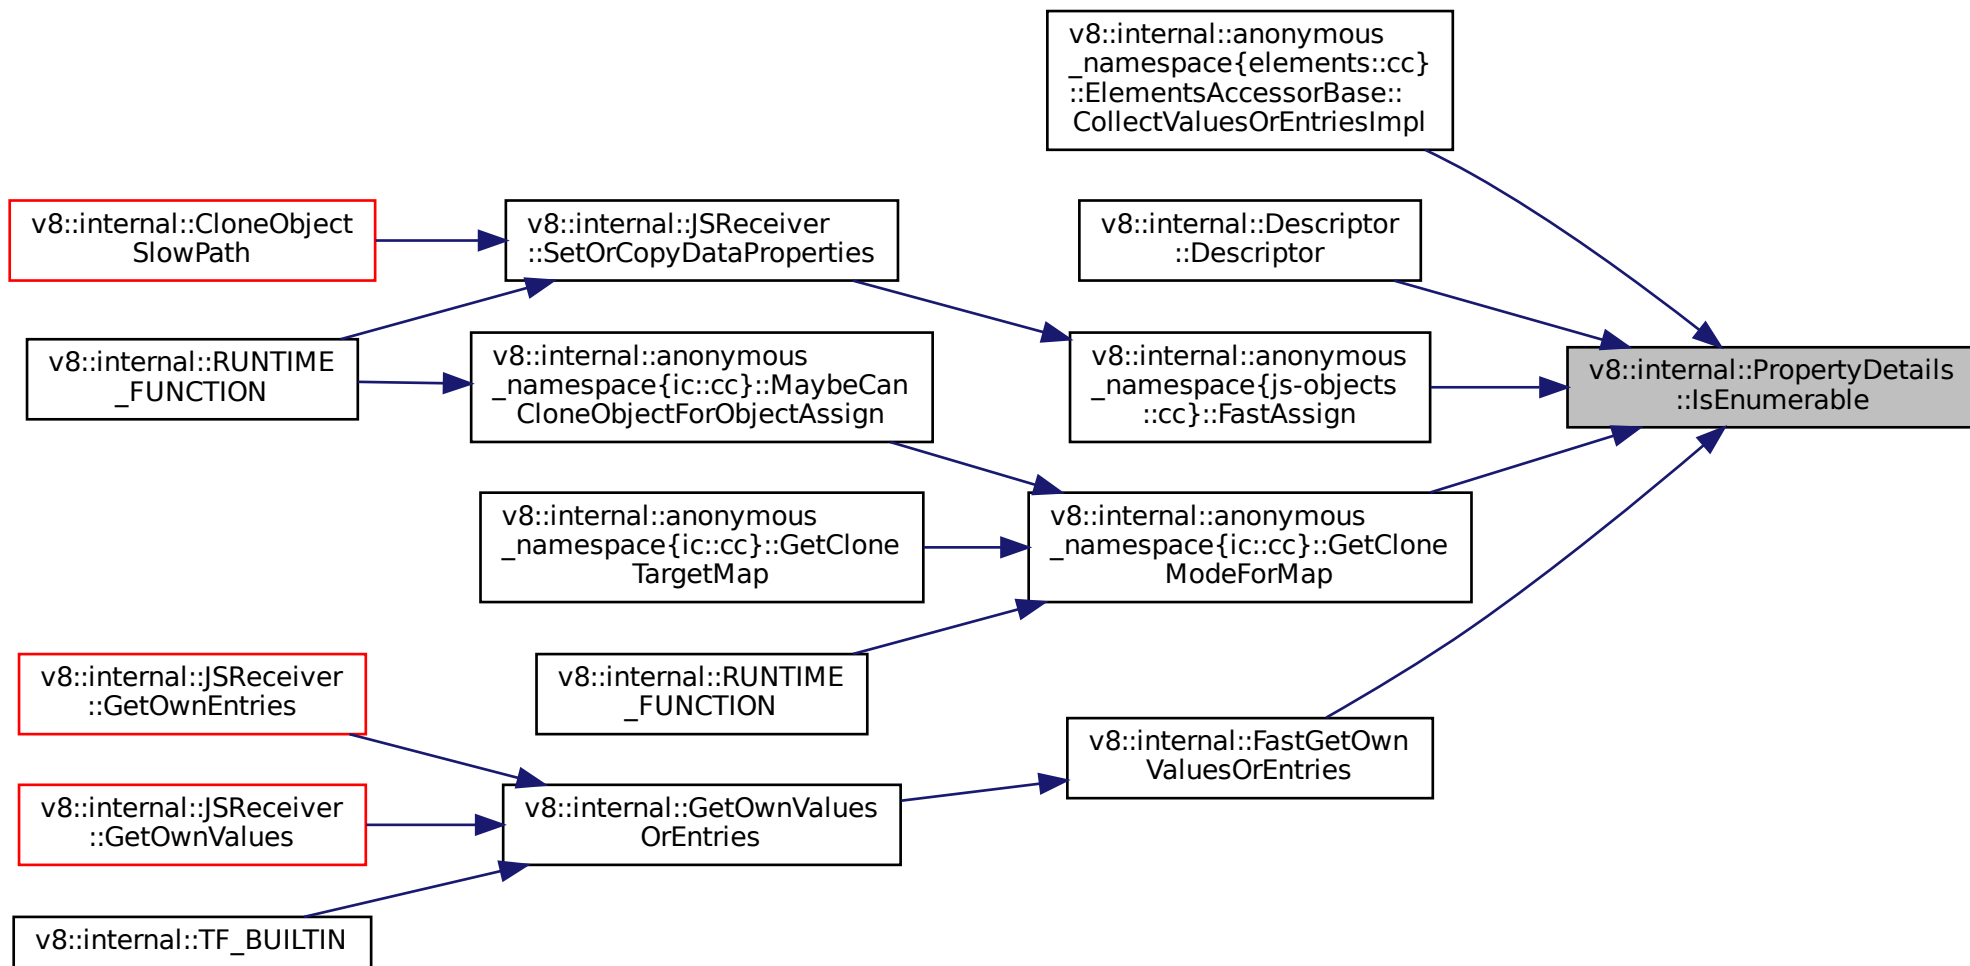 v8::internal::anonymous
_namespace{elements::cc}
::ElementsAccessorBase::
CollectValuesOrEntriesImpl
v8::internal::CloneObject
SlowPath
v8::internal::JSReceiver
::SetOrCopyDataProperties
v8::internal::Descriptor
::Descriptor
v8::internal::RUNTIME
_FUNCTION
v8::internal::anonymous
_namespace{ic::cc}::MaybeCan
CloneObjectForObjectAssign
v8::internal::anonymous
_namespace{js-objects
::cc}::FastAssign
v8::internal::PropertyDetails
::IsEnumerable
v8::internal::anonymous
_namespace{ic::cc}::GetClone
TargetMap
v8::internal::anonymous
_namespace{ic::cc}::GetClone
ModeForMap
v8::internal::JSReceiver
::GetOwnEntries
v8::internal::RUNTIME
_FUNCTION
v8::internal::FastGetOwn
ValuesOrEntries
v8::internal::JSReceiver
::GetOwnValues
v8::internal::GetOwnValues
OrEntries
v8::internal::TF_BUILTIN